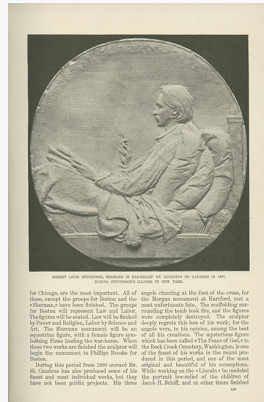 ROBERT LOUIS STEVENSON, MODELED IN BAS-RELIEF BY AUGUSTUS ST. GAUDENS IN 1887,
DURING STEVENSON'S ILLNESS IN NEW YORK.
for Chicago, are the most important. All of
these, except the groups for Boston and the
«Sherman,» have been finished. The groups
for Boston will represent Law and Labor.
The figures will be seated. Law will be flanked
by Power and Religion, Labor by Science and
Art. The Sherman monument will be an
equestrian figure, with a female figure sym-
bolizing Fame leading the war-horse. When
these two works are finished the sculptor will
begin the monument to Phillips Brooks for
Boston.
During this period from 1880 onward Mr.
St. Gaudens has also produced some of his
finest and most individual works, but they
have not been public projects. His three
angels chanting at the foot of the cross, for
the Morgan monument at Hartford, met a
most unfortunate fate. The scaffolding sur-
rounding the tomb took fire, and the figures
were completely destroyed. The sculptor
deeply regrets this loss of his work; for the
angels were, in his opinion, among the best
of all his creations. The mysterious figure
which has been called «The Peace of God,» in
the Rock Creek Cemetery, Washington, is one
of the finest of his works in the round pro-
duced in this period, and one of the most
original and beautiful of his conceptions.
While working on the «Lincoln» he modeled
the portrait low-relief of the children of
Jacob H. Schiff, and at other times finished